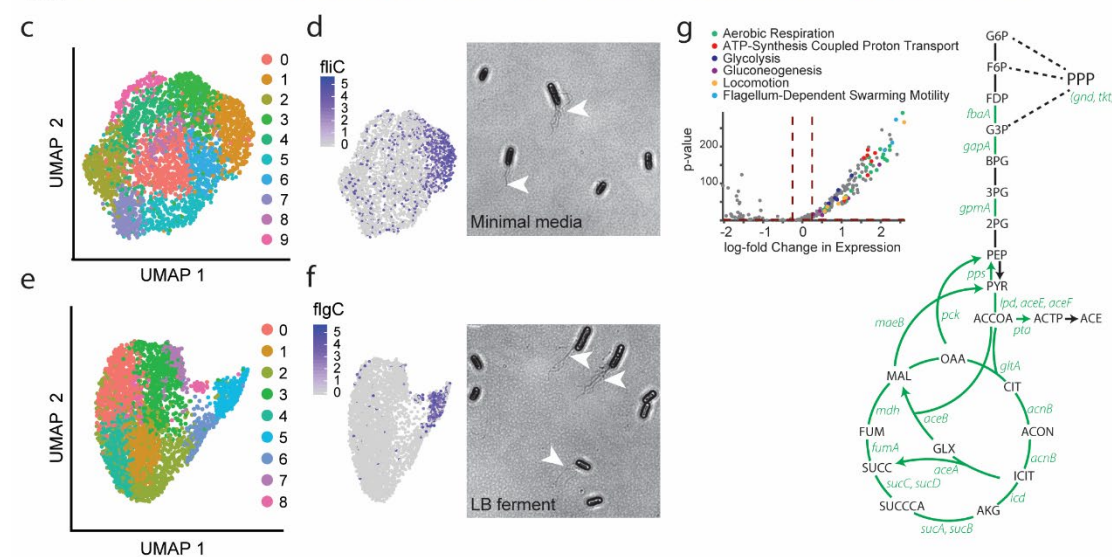 c
UMAP 2
UMAP 1
0
1
2
3
4
5
6
7
8
9
d
fliC
5
4
3
2
1
0
Minimal media
e
UMAP 2
UMAP 1
0
1
2
3
4
5
6
7
8
f
flgC
5
4
3
2
1
0
LB ferment
g
Aerobic Respiration
ATP-Synthesis Coupled Proton Transport
Glycolysis
Gluconeogenesis
Locomotion
Flagellum-Dependent Swarming Motility
p-value
200
100
-2 -1 0 1 2
log-fold Change in Expression
G6P
F6P
PPP
(gnd, tkt
FDP
fbaA
G3P
gapA
BPG
3PG
gpmA
2PG
PEP
pps
PYR
lpd, aceE, aceF
ACCOA
ACTP
ACE
pta
maeB
pck
OAA
gltA
MAL
CIT
mdh
aceB
acnB
FUM
GLX
ACON
fumA
aceA
acnB
SUCC
ICIT
sucC, sucD
icd
SUCCCA
AKG
sucA, sucB